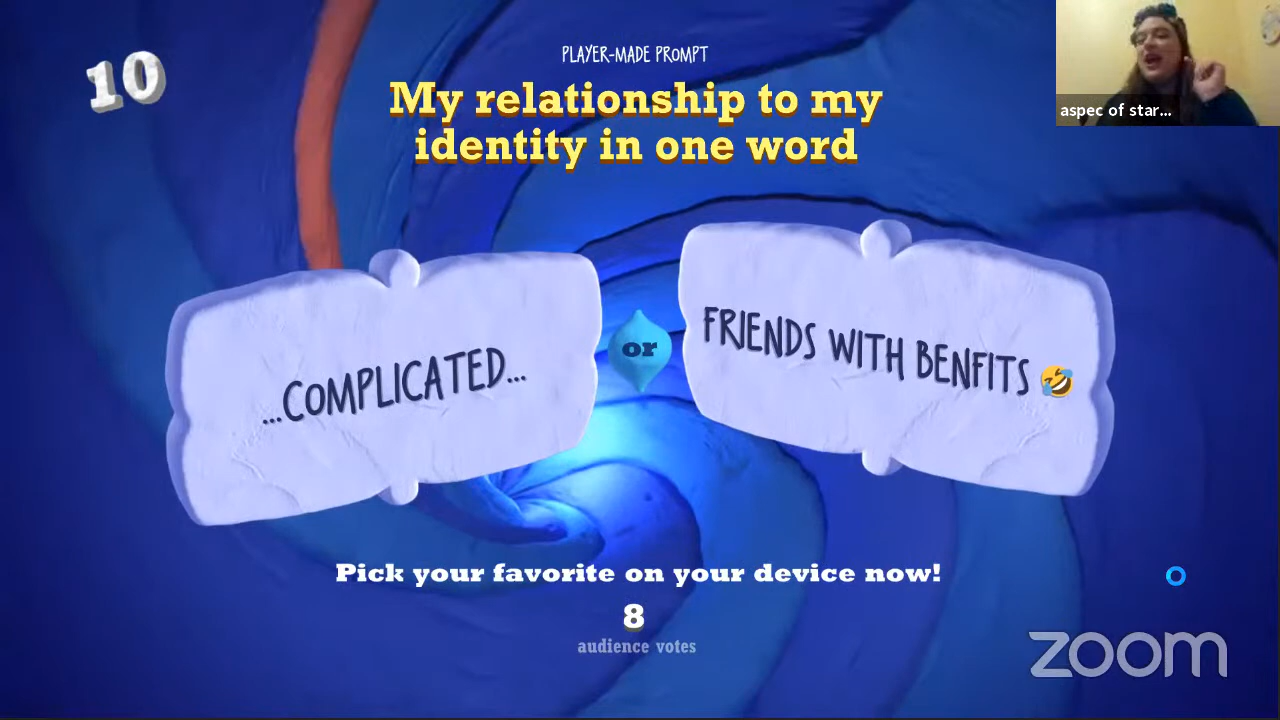 10
PLAYER-MADE PROMPT
My relationship to my
identity in one word
aspec of star...
...COMPLICATED...
or
FRIENDS WITH BENFITS 🤣
Pick your favorite on your device now!
8
audience votes
zoom